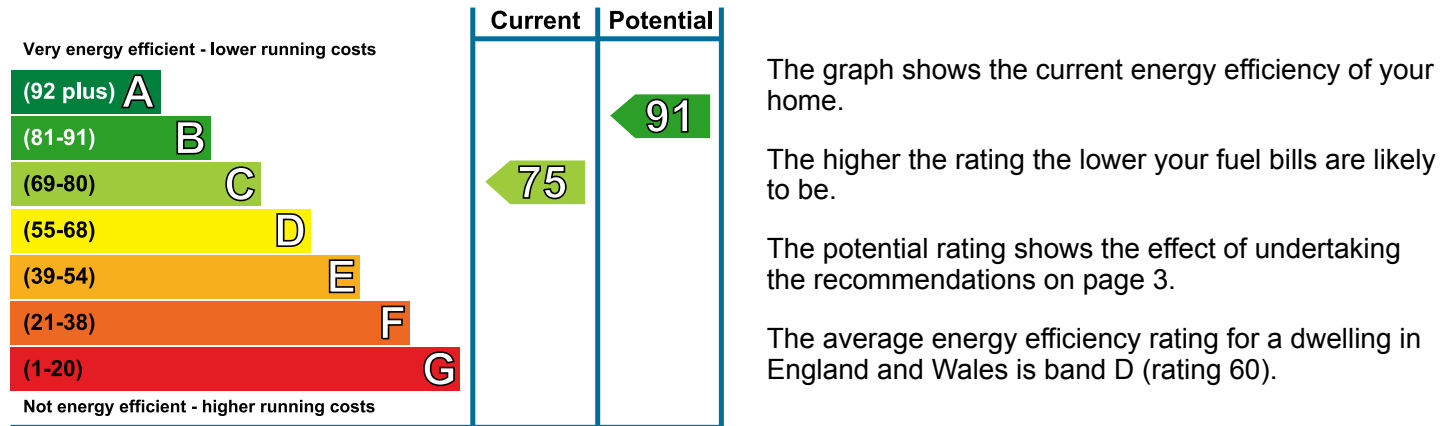 Current Potential
Very energy efficient - lower running costs
(92 plus) A
(81-91) B
91
(69-80) C
75
(55-68) D
(39-54) E
(21-38) F
(1-20) G
Not energy efficient - higher running costs
The graph shows the current energy efficiency of your
home.
The higher the rating the lower your fuel bills are likely
to be.
The potential rating shows the effect of undertaking
the recommendations on page 3.
The average energy efficiency rating for a dwelling in
England and Wales is band D (rating 60).